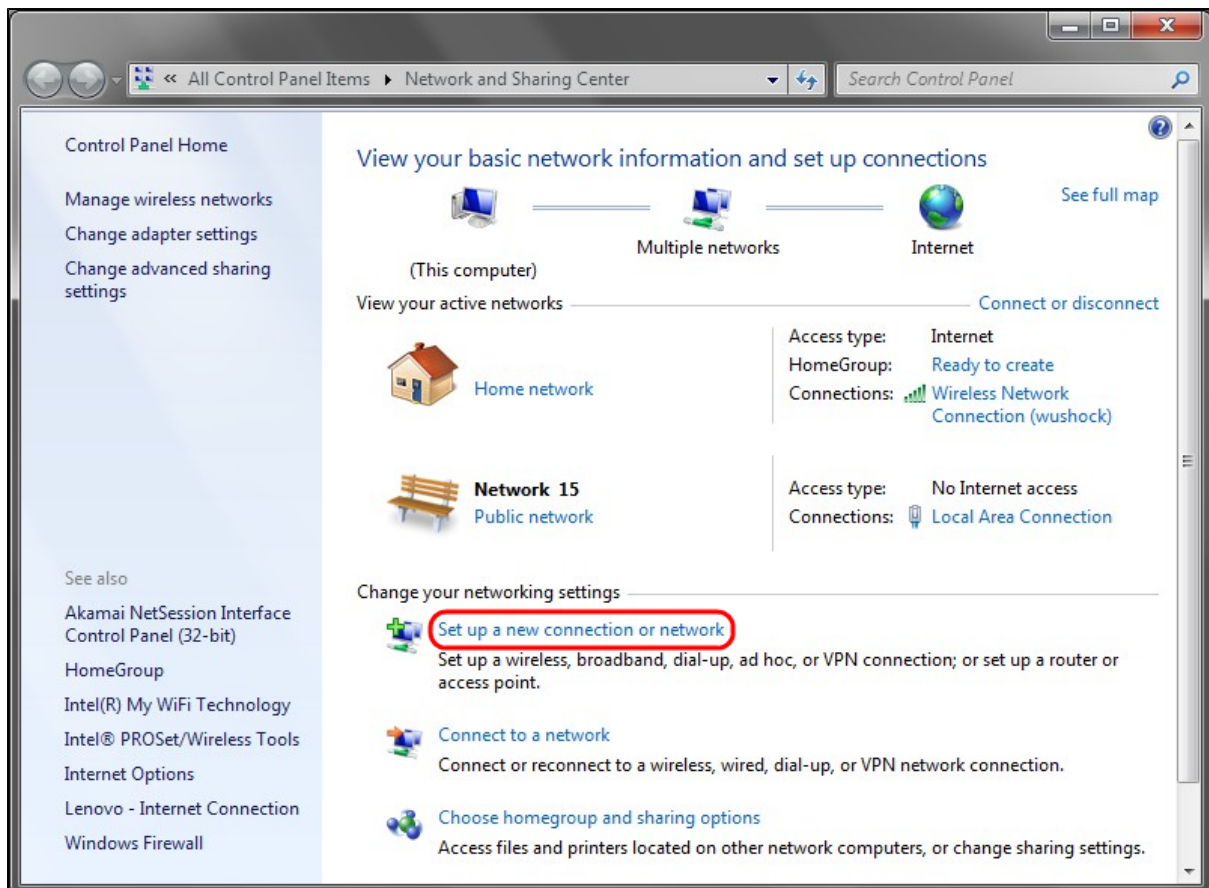 « All Control Panel Items ▸ Network and Sharing Center
Search Control Panel
Control Panel Home
Manage wireless networks
Change adapter settings
Change advanced sharing
settings
See also
Akamai NetSession Interface
Control Panel (32-bit)
HomeGroup
Intel(R) My WiFi Technology
Intel® PROSet/Wireless Tools
Internet Options
Lenovo - Internet Connection
Windows Firewall
View your basic network information and set up connections
See full map
(This computer)
Multiple networks
Internet
View your active networks
Connect or disconnect
Home network
Access type: Internet
HomeGroup: Ready to create
Connections: Wireless Network
Connection (wushock)
Network 15
Public network
Access type: No Internet access
Connections: Local Area Connection
Change your networking settings
Set up a new connection or network
Set up a wireless, broadband, dial-up, ad hoc, or VPN connection; or set up a router or
access point.
Connect to a network
Connect or reconnect to a wireless, wired, dial-up, or VPN network connection.
Choose homegroup and sharing options
Access files and printers located on other network computers, or change sharing settings.